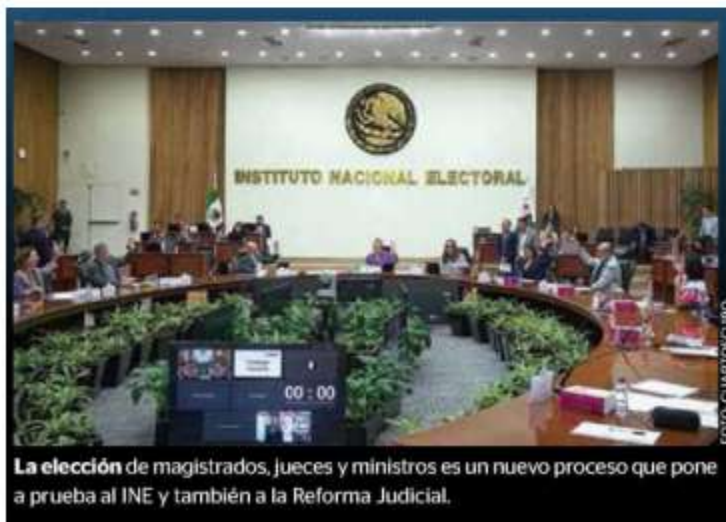 INSTITUTO NACIONAL ELECTORAL
00 : 00
La elección de magistrados, jueces y ministros es un nuevo proceso que pone
a prueba al INE y también a la Reforma Judicial.